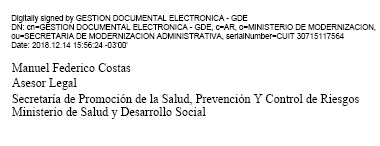 Digitally signed by GESTION DOCUMENTAL ELECTRONICA - GDE
DN: cn=GESTION DOCUMENTAL ELECTRONICA - GDE, c=AR, o=MINISTERIO DE MODERNIZACION,
ou=SECRETARIA DE MODERNIZACION ADMINISTRATIVA, serialNumber=CUIT 30715117564
Date: 2018.12.14 15:56:24 -03'00'
Manuel Federico Costas
Asesor Legal
Secretaría de Promoción de la Salud, Prevención Y Control de Riesgos
Ministerio de Salud y Desarrollo Social